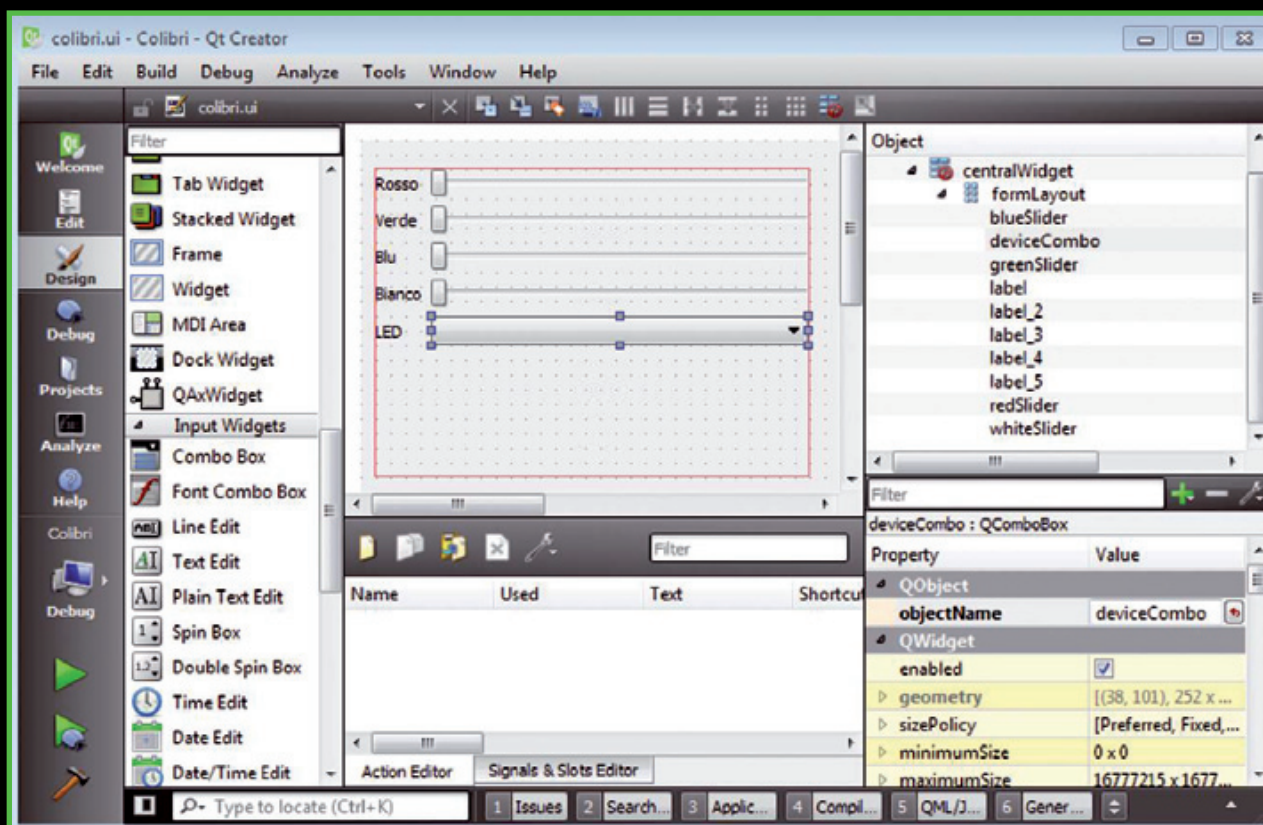 colibri.ui - Colibri - Qt Creator
File Edit Build Debug Analyze Tools Window Help
colibri.ui
Qt
Welcome
Edit
Design
Debug
Projects
Analyze
Help
Colibri
Debug
Filter
Tab Widget
Stacked Widget
Frame
Widget
MDI Area
Dock Widget
QAxWidget
Input Widgets
Combo Box
Font Combo Box
Line Edit
Text Edit
Plain Text Edit
Spin Box
Double Spin Box
Time Edit
Date Edit
Date/Time Edit
Rosso
Verde
Blu
Bianco
LED
Filter
Name Used Text Shortcu
Action Editor Signals & Slots Editor
Object
centralWidget
formLayout
blueSlider
deviceCombo
greenSlider
label
label_2
label_3
label_4
label_5
redSlider
whiteSlider
Filter
deviceCombo : QComboBox
Property Value
QObject
objectName deviceCombo
QWidget
enabled
geometry [(38, 101), 252 x ...
sizePolicy [Preferred, Fixed,...
minimumSize 0 x 0
maximumSize 16777215 x 1677...
Type to locate (Ctrl+K) 1 Issues 2 Search... 3 Applic... 4 Compil... 5 QML/J... 6 Gener...